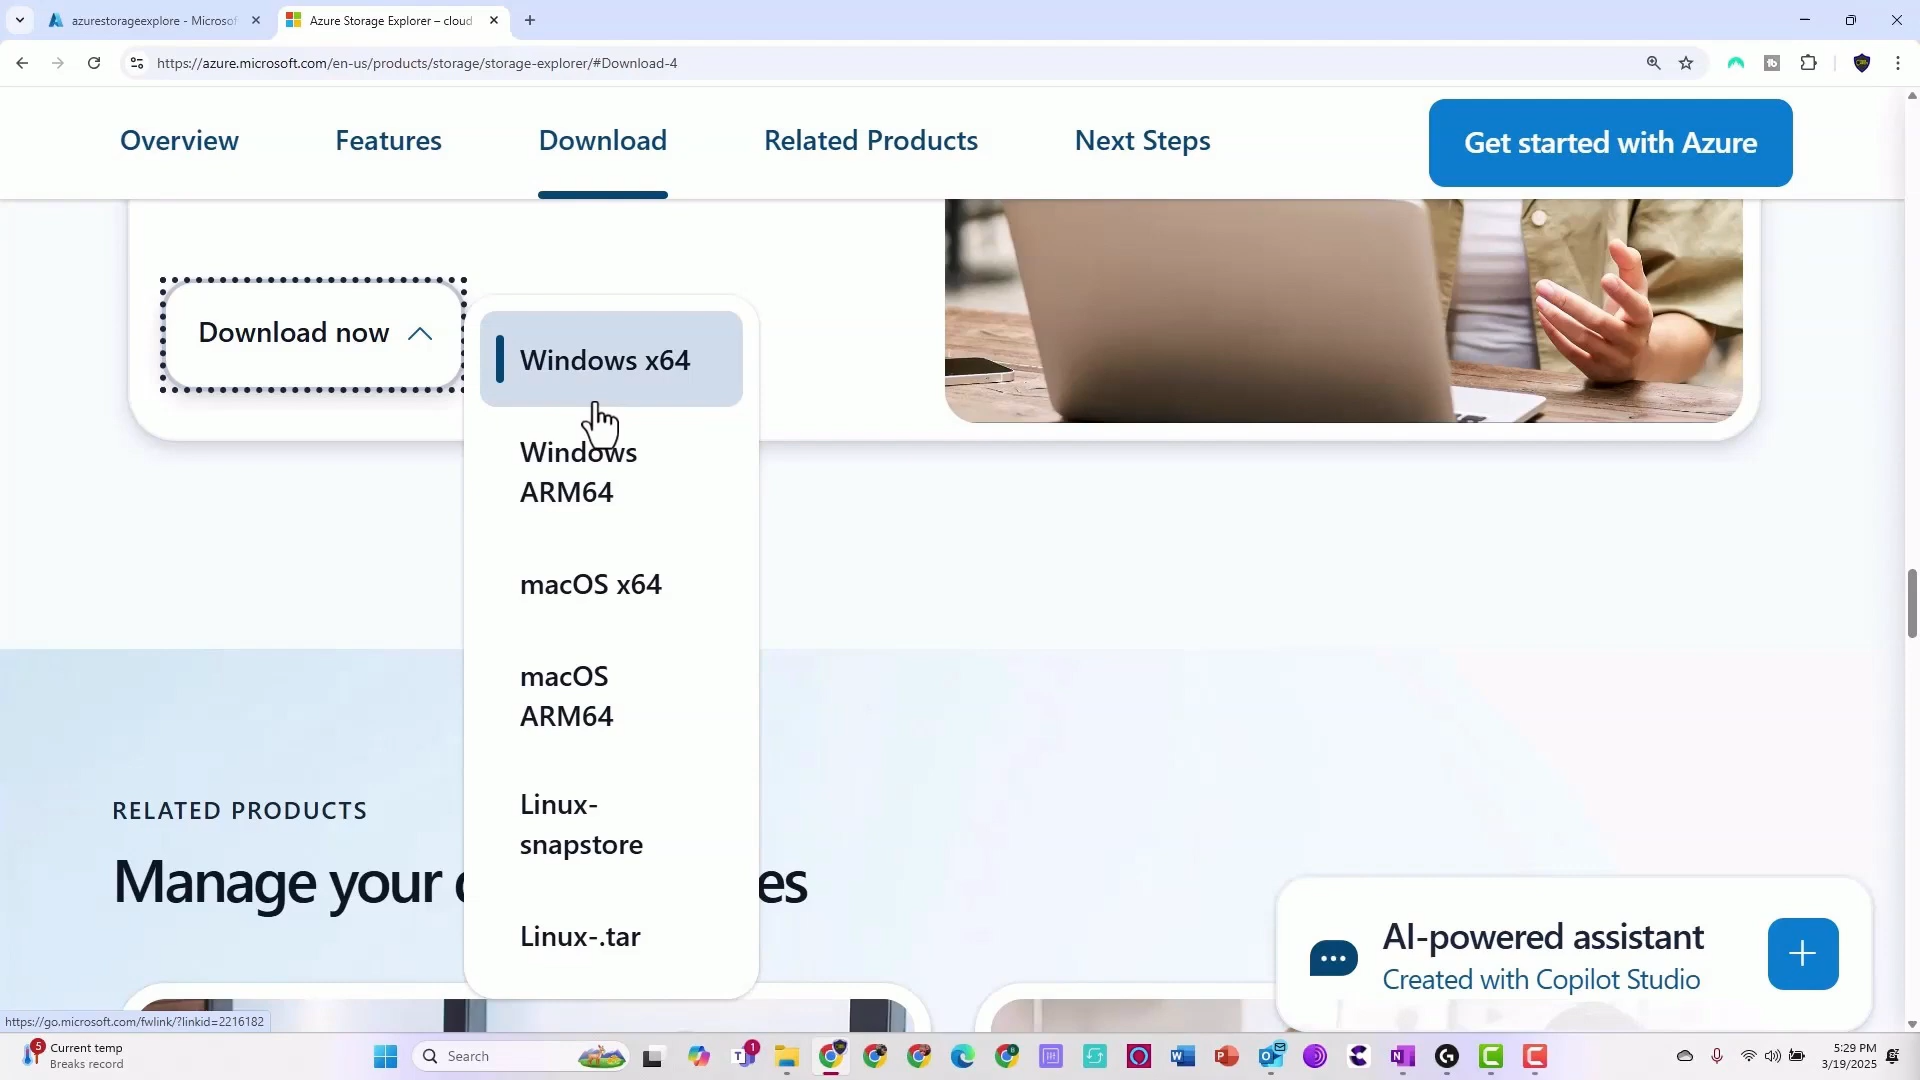 azurestorageexplore - Microsof
Azure Storage Explorer – cloud
https://azure.microsoft.com/en-us/products/storage/storage-explorer/#Download-4
Overview
Features
Download
Related Products
Next Steps
Get started with Azure
Download now
Windows x64
Windows
ARM64
macOS x64
macOS
ARM64
Linux-
snapstore
Linux-.tar
RELATED PRODUCTS
Manage your
es
AI-powered assistant
Created with Copilot Studio
https://go.microsoft.com/fwlink/?linkid=2216182
5
Current temp
Breaks record
Search
1
5:29 PM
3/19/2025